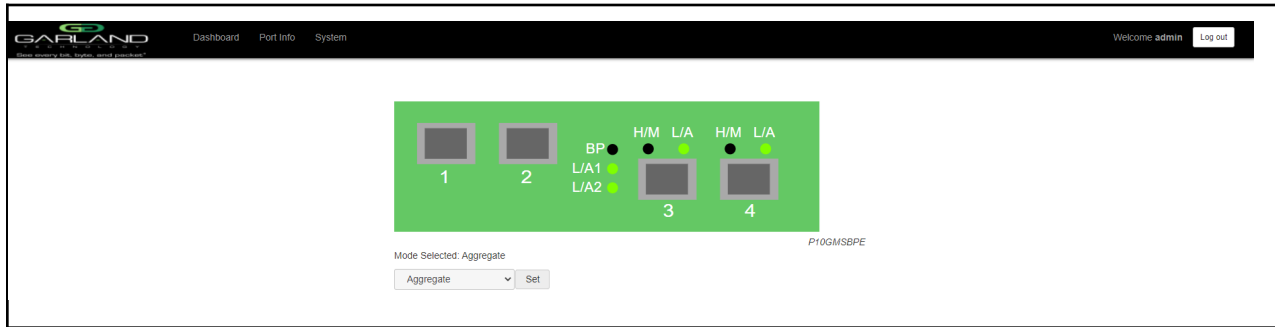 GARLAND
TECHNOLOGY
See every bit, byte, and packet®
Dashboard Port Info System
Welcome admin Log out
H/M L/A H/M L/A
BP
L/A1
L/A2
1 2
3 4
P10GMSBPE
Mode Selected: Aggregate
Aggregate Set